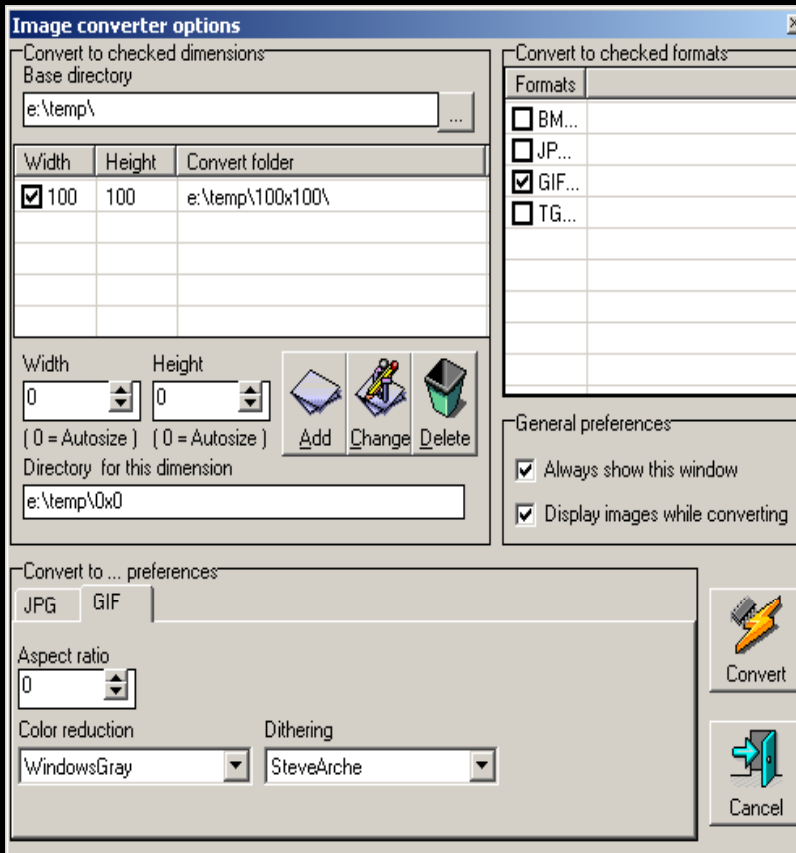 Image converter options
Convert to checked dimensions
Base directory
e:\temp\
...
Width Height Convert folder
100 100 e:\temp\100x100\
Width Height
0 0
( 0 = Autosize ) ( 0 = Autosize )
Add Change Delete
Directory for this dimension
e:\temp\0x0
Convert to checked formats
Formats
BM...
JP...
GIF...
TG...
General preferences
Always show this window
Display images while converting
Convert to ... preferences
JPG GIF
Aspect ratio
0
Color reduction Dithering
WindowsGray SteveArche
Convert
Cancel